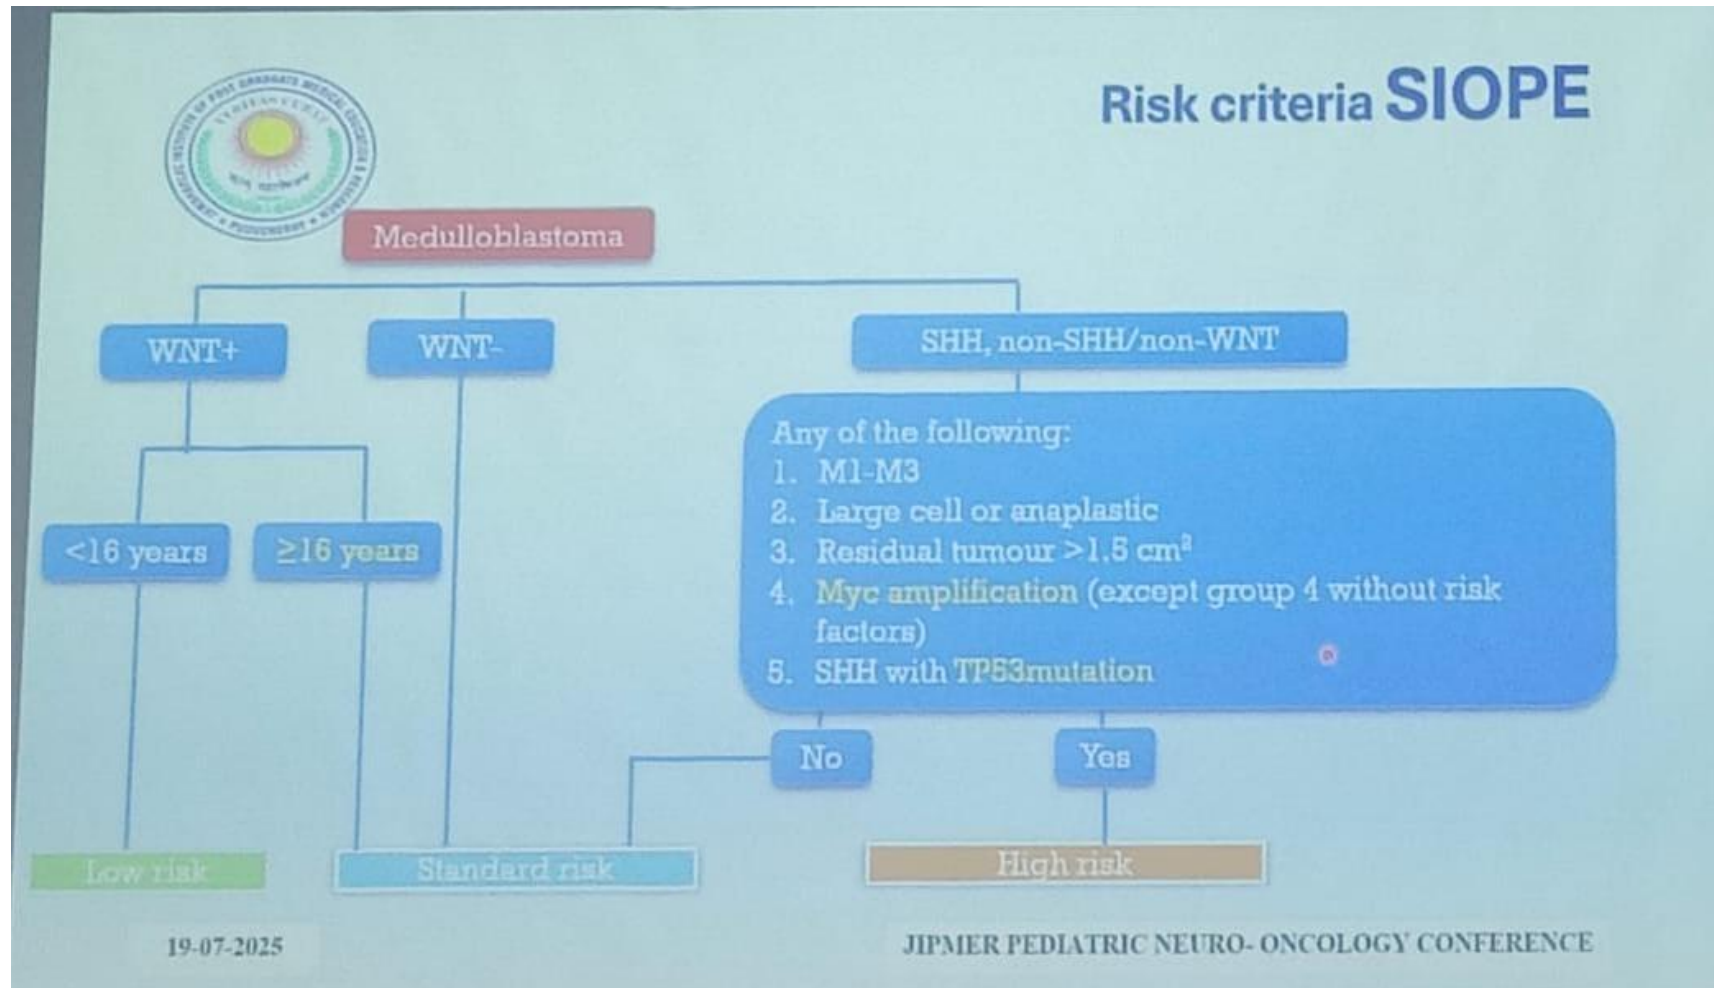 Risk criteria SIOPE
Medulloblastoma
WNT+
WNT-
SHH, non-SHH/non-WNT
<16 years
≥16 years
Any of the following:
1. M1-M3
2. Large cell or anaplastic
3. Residual tumour >1.5 cm²
4. Myc amplification (except group 4 without risk
factors)
5. SHH with TP53mutation
No
Yes
Low risk
Standard risk
High risk
19-07-2025
JIPMER PEDIATRIC NEURO- ONCOLOGY CONFERENCE